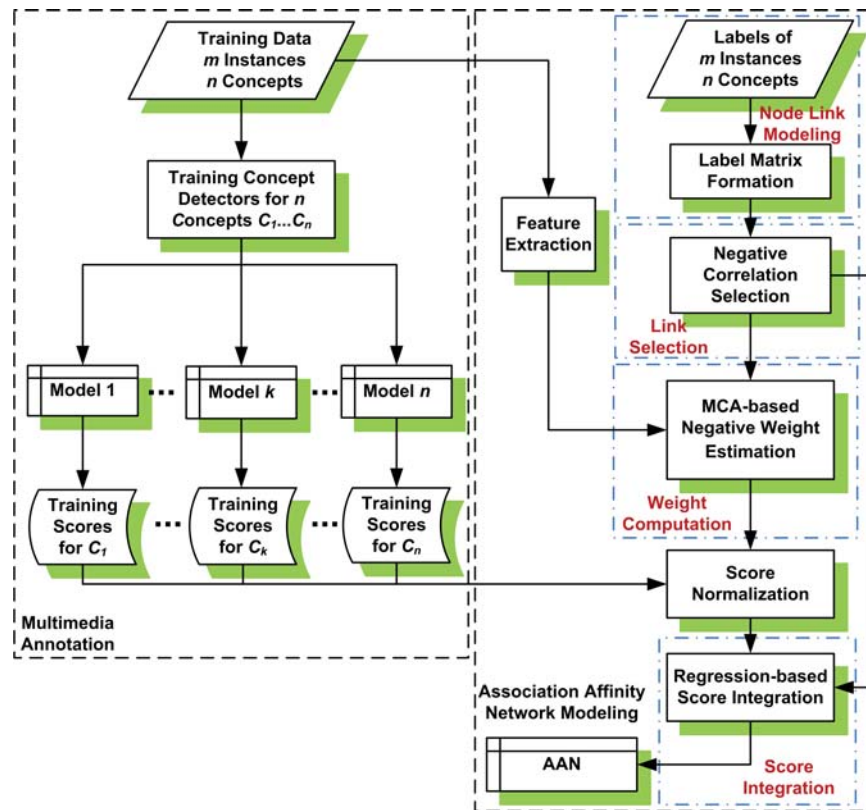 Training Data
m Instances
n Concepts
Training Concept
Detectors for n
Concepts C1...Cn
Model 1
...
Model k
...
Model n
Training
Scores
for C1
...
Training
Scores
for Ck
...
Training
Scores
for Cn
Multimedia
Annotation
Labels of
m Instances
n Concepts
Node Link
Modeling
Label Matrix
Formation
Feature
Extraction
Negative
Correlation
Selection
Link
Selection
MCA-based
Negative Weight
Estimation
Weight
Computation
Score
Normalization
Regression-based
Score Integration
Association Affinity
Network Modeling
AAN
Score
Integration